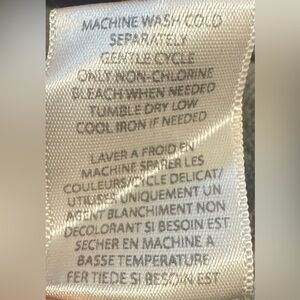 MACHINE WASH COLD
SEPARATELY
GENTLE CYCLE
ONLY NON-CHLORINE
BLEACH WHEN NEEDED
TUMBLE DRY LOW
COOL IRON IF NEEDED
LAVER A FROID EN
MACHINE SPARER LES
COULEURS/CYCLE DELICAT/
UTILISES UNIQUEMENT UN
AGENT BLANCHIMENT NON
DECOLORANT SI BESOIN EST
SECHER EN MACHINE A
BASSE TEMPERATURE
FER TIEDE SI BESOIN EST